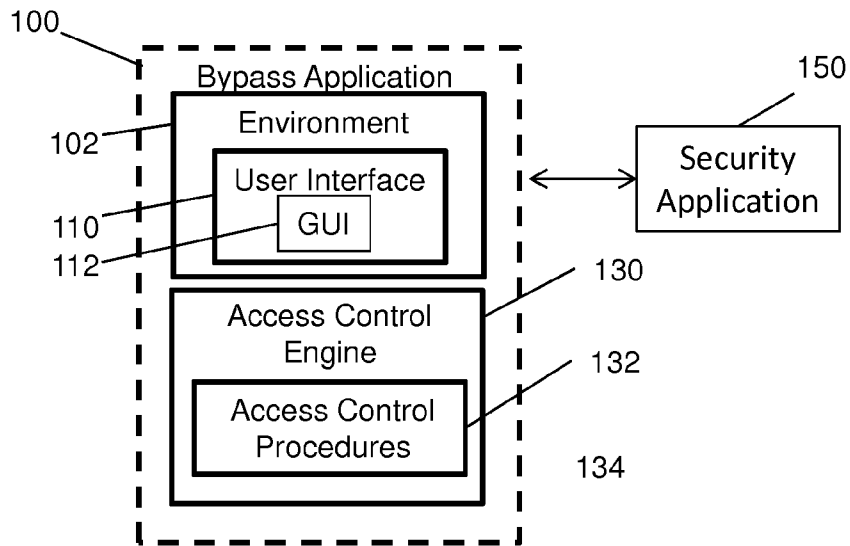 100
Bypass Application
150
102
Environment
Security
Application
User Interface
110
GUI
112
130
Access Control
Engine
132
Access Control
Procedures
134